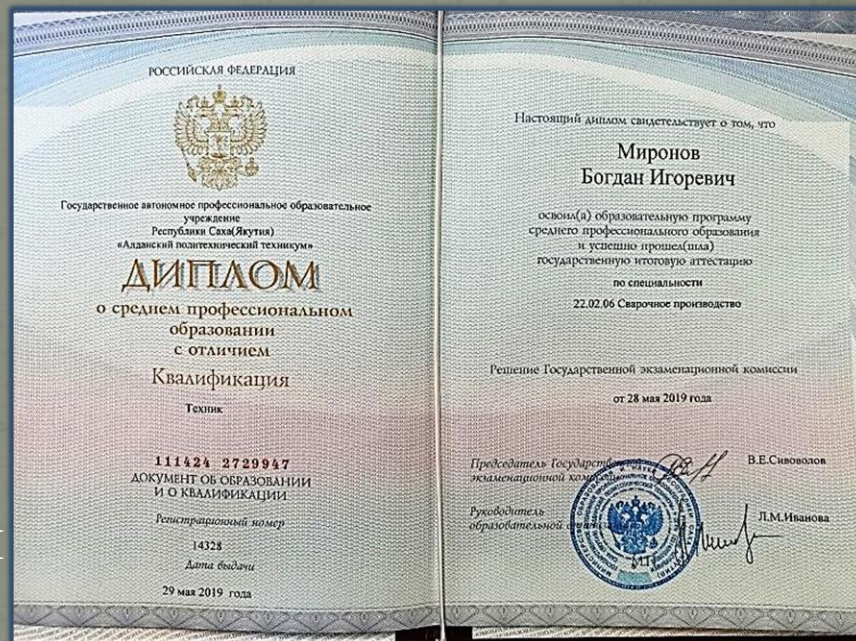 РОССИЙСКАЯ ФЕДЕРАЦИЯ
Государственное автономное профессиональное образовательное
учреждение
Республики Саха(Якутия)
«Алданский политехнический техникум»
ДИПЛОМ
о среднем профессиональном
образовании
с отличием
Квалификация
Техник
111424 2729947
ДОКУМЕНТ ОБ ОБРАЗОВАНИИ
И О КВАЛИФИКАЦИИ
Регистрационный номер
14328
Дата выдачи
29 мая 2019 года
Настоящий диплом свидетельствует о том, что
Миронов
Богдан Игоревич
освоил(а) образовательную программу
среднего профессионального образования
и успешно прошел(шла)
государственную итоговую аттестацию
по специальности
22.02.06 Сварочное производство
Решение Государственной экзаменационной комиссии
от 28 мая 2019 года
Председатель
экзаменационной
В.Е.Сивоволов
Руководитель
образовательной
Л.М.Иванова
М.П.